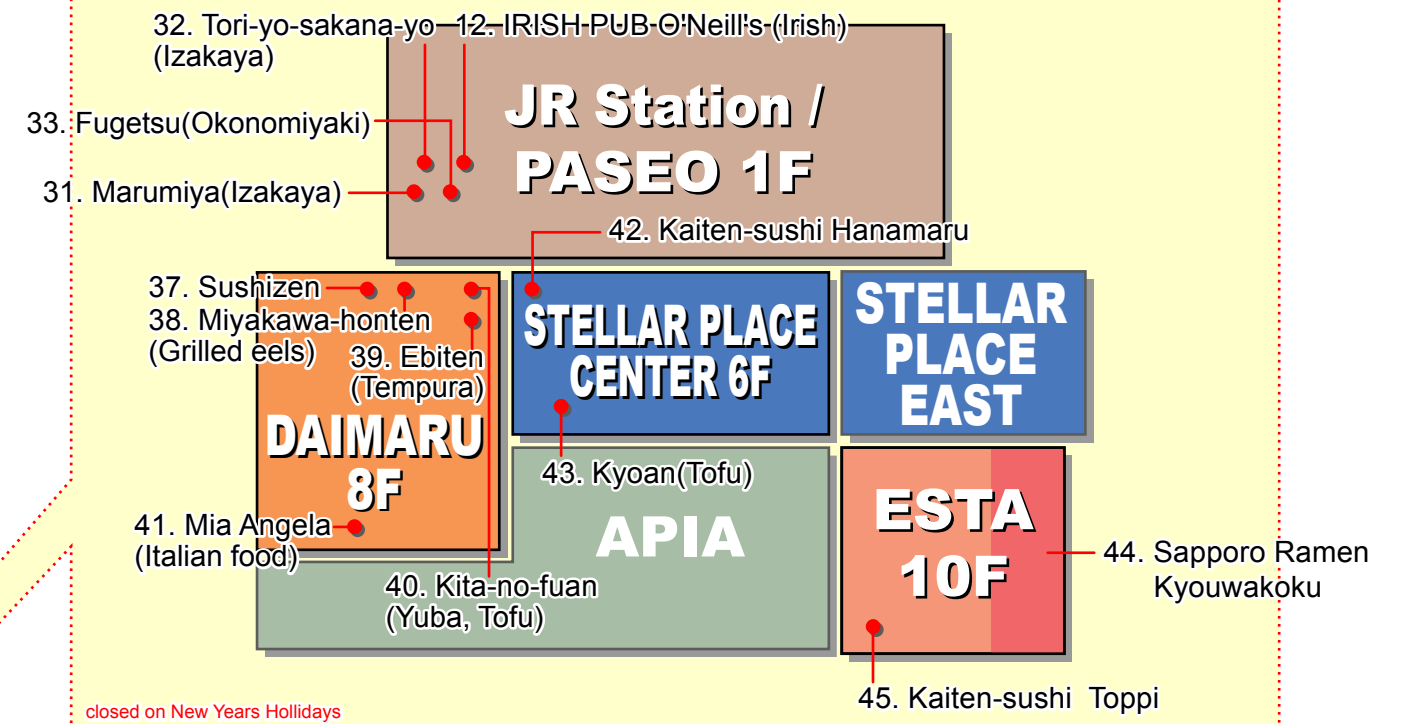 32. Tori-yo-sakana-yo
(Izakaya)
12. IRISH PUB O'Neill's (Irish)
33. Fugetsu(Okonomiyaki)
31. Marumiya(Izakaya)
JR Station /
PASEO 1F
42. Kaiten-sushi Hanamaru
37. Sushizen
38. Miyakawa-honten
(Grilled eels)
39. Ebiten
(Tempura)
DAIMARU
8F
41. Mia Angela
(Italian food)
40. Kita-no-fuan
(Yuba, Tofu)
STELLAR PLACE
CENTER 6F
43. Kyoan(Tofu)
STELLAR
PLACE
EAST
APIA
ESTA
10F
44. Sapporo Ramen
Kyouwakoku
45. Kaiten-sushi Toppi
closed on New Years Hollidays